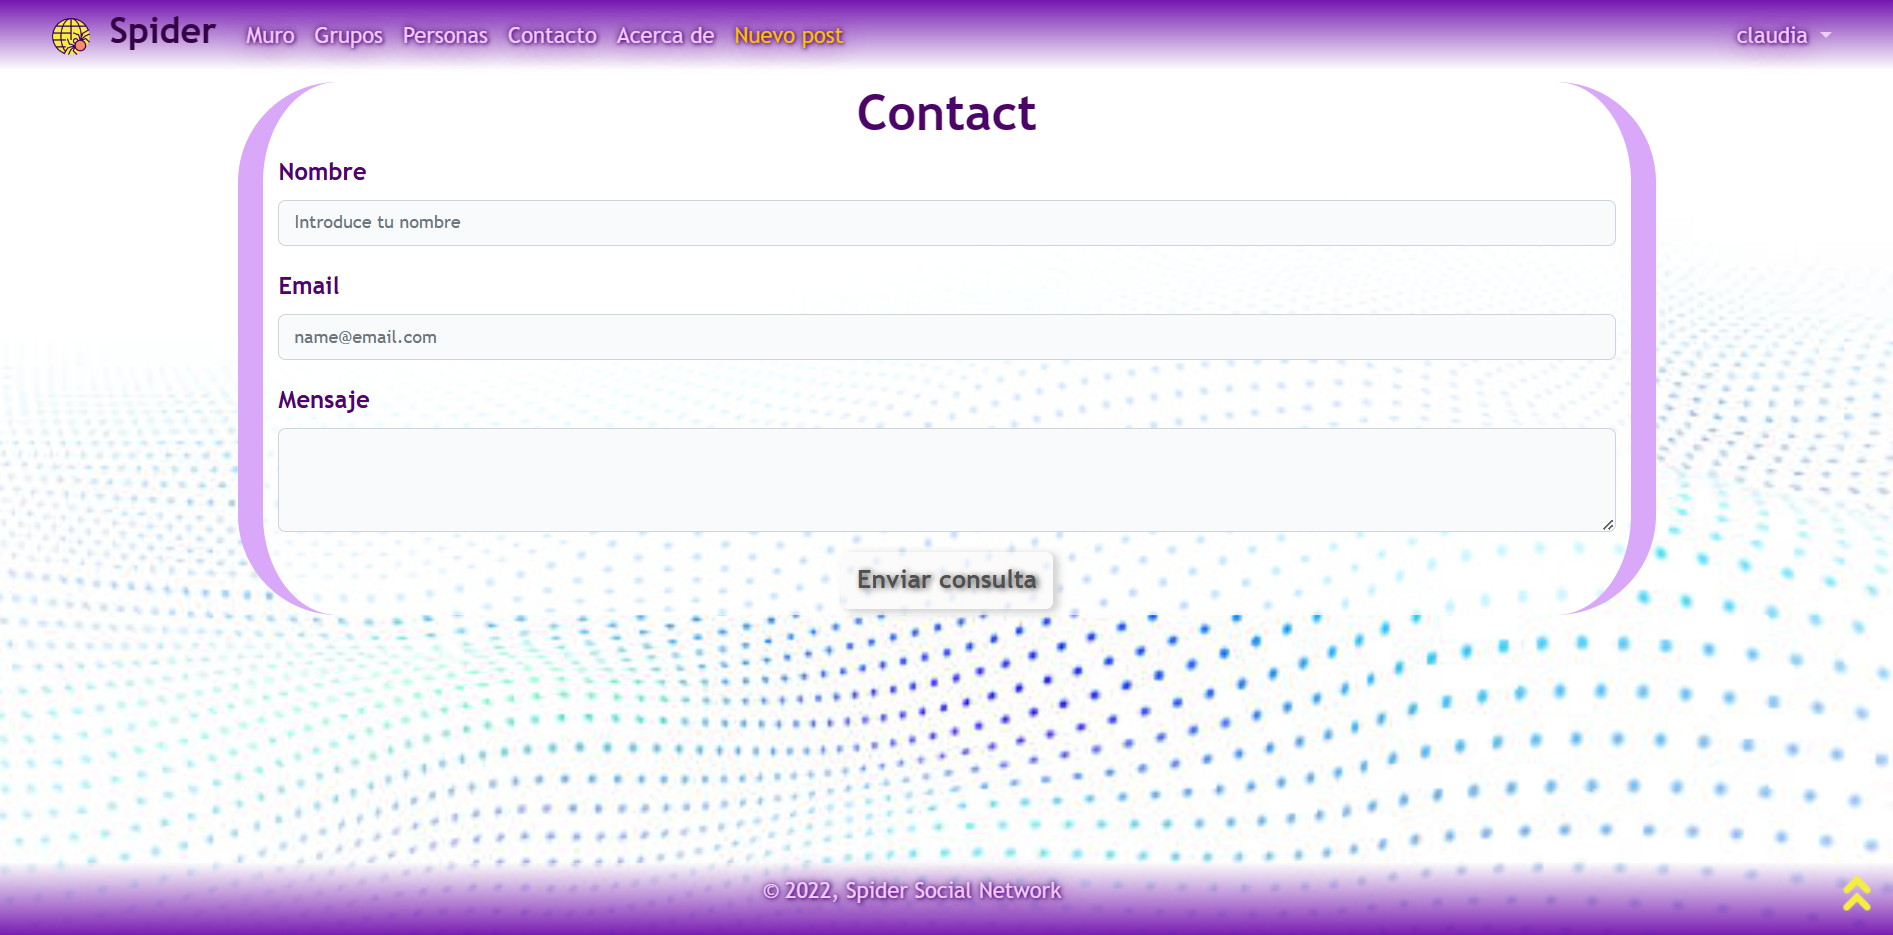 Spider Muro Grupos Personas Contacto Acerca de Nuevo post claudia
Contact
Nombre
Introduce tu nombre
Email
name@email.com
Mensaje
Enviar consulta
© 2022, Spider Social Network